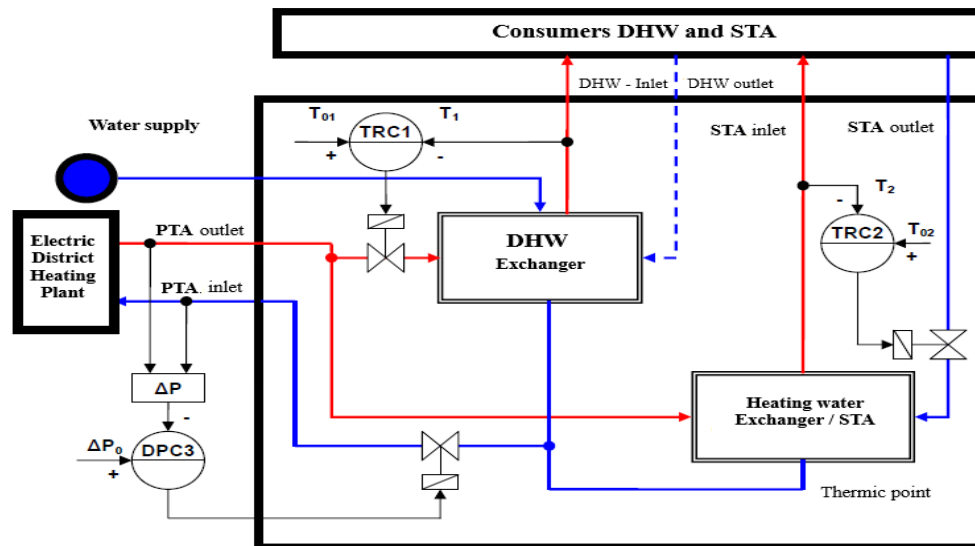 Consumers DHW and STA
DHW - Inlet
DHW outlet
STA inlet
STA outlet
Water supply
T01
+
TRC1
T1
-
T2
-
TRC2
T02
+
Electric
District
Heating
Plant
PTA outlet
PTA. inlet
DHW
Exchanger
ΔP
-
ΔP0
+
DPC3
Heating water
Exchanger / STA
Thermic point